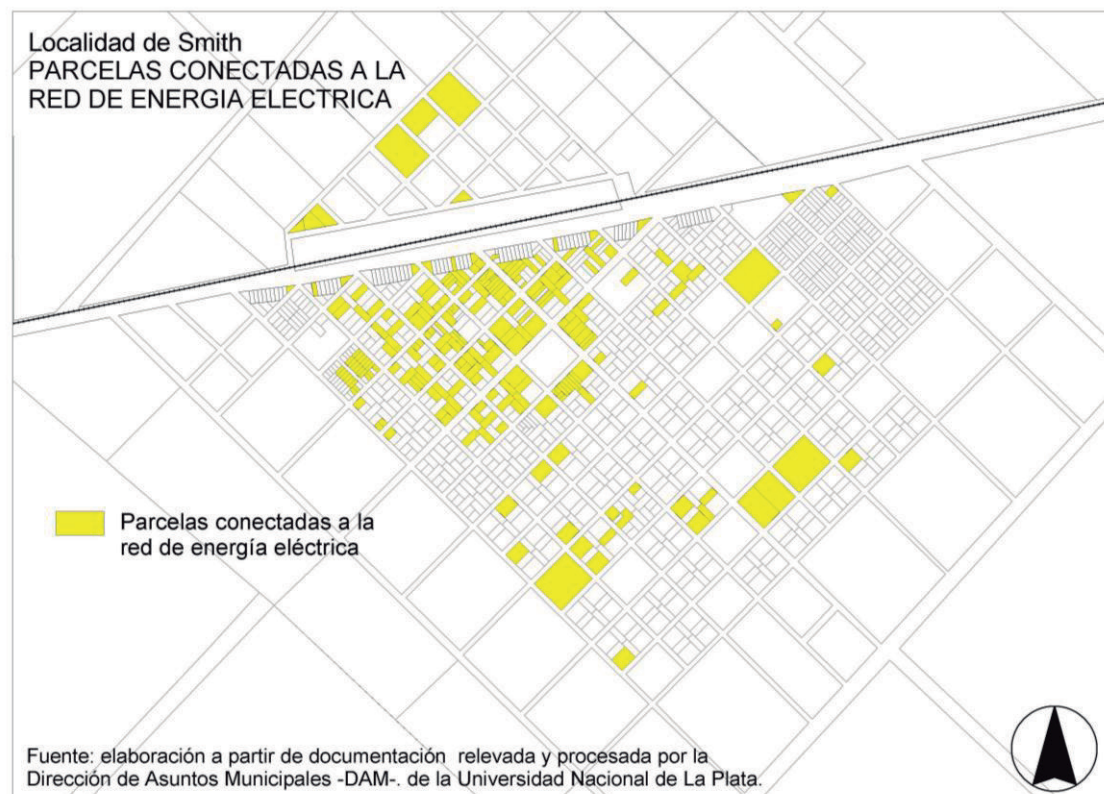 Localidad de Smith
PARCELAS CONECTADAS A LA
RED DE ENERGIA ELECTRICA
Parcelas conectadas a la
red de energía eléctrica
Fuente: elaboración a partir de documentación relevada y procesada por la
Dirección de Asuntos Municipales -DAM-. de la Universidad Nacional de La Plata.